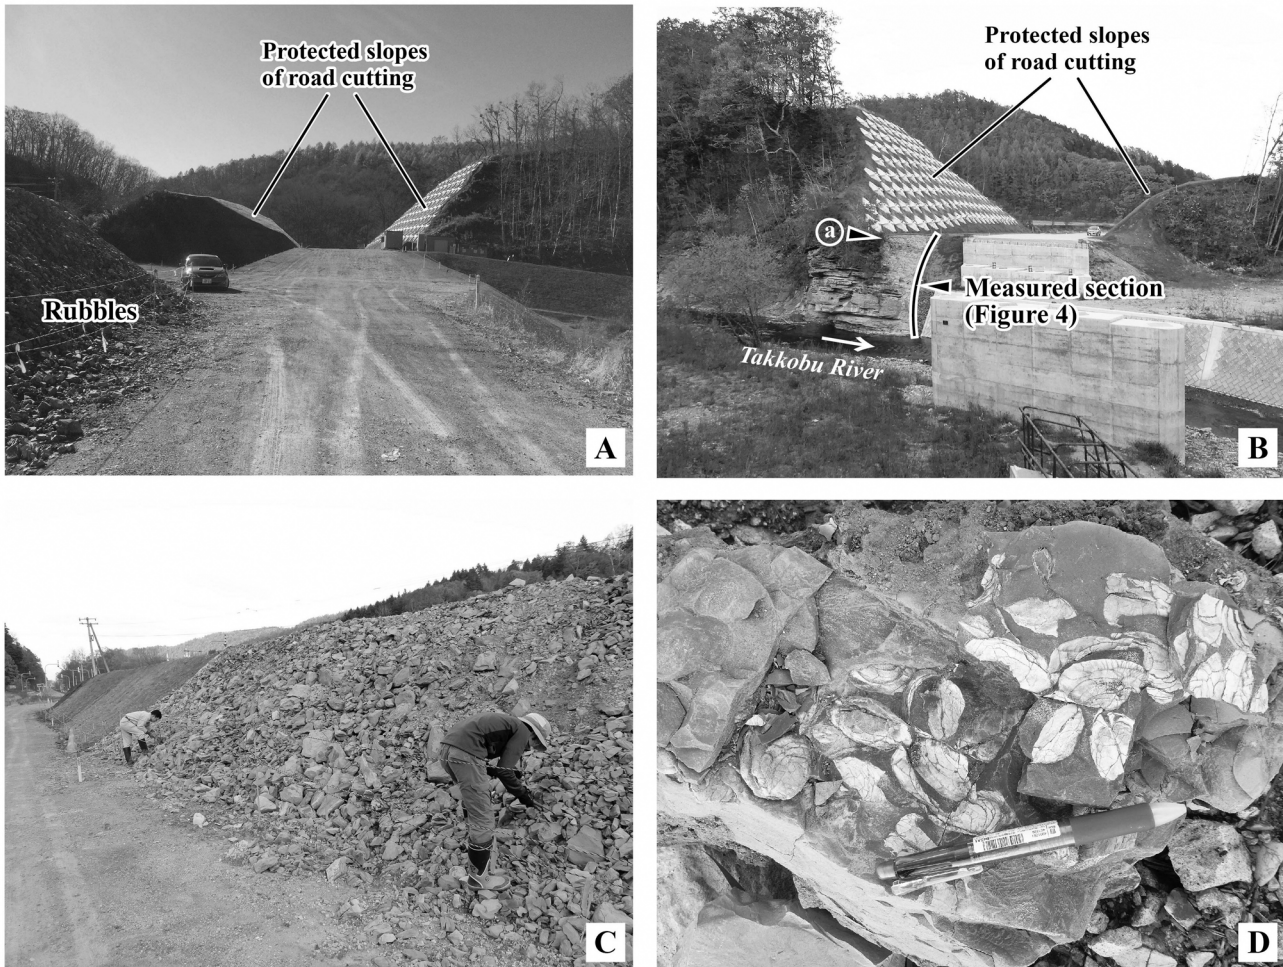 Protected slopes
of road cutting
Rubbles
A
Protected slopes
of road cutting
a
Measured section
(Figure 4)
Takkobu River
B
C
D